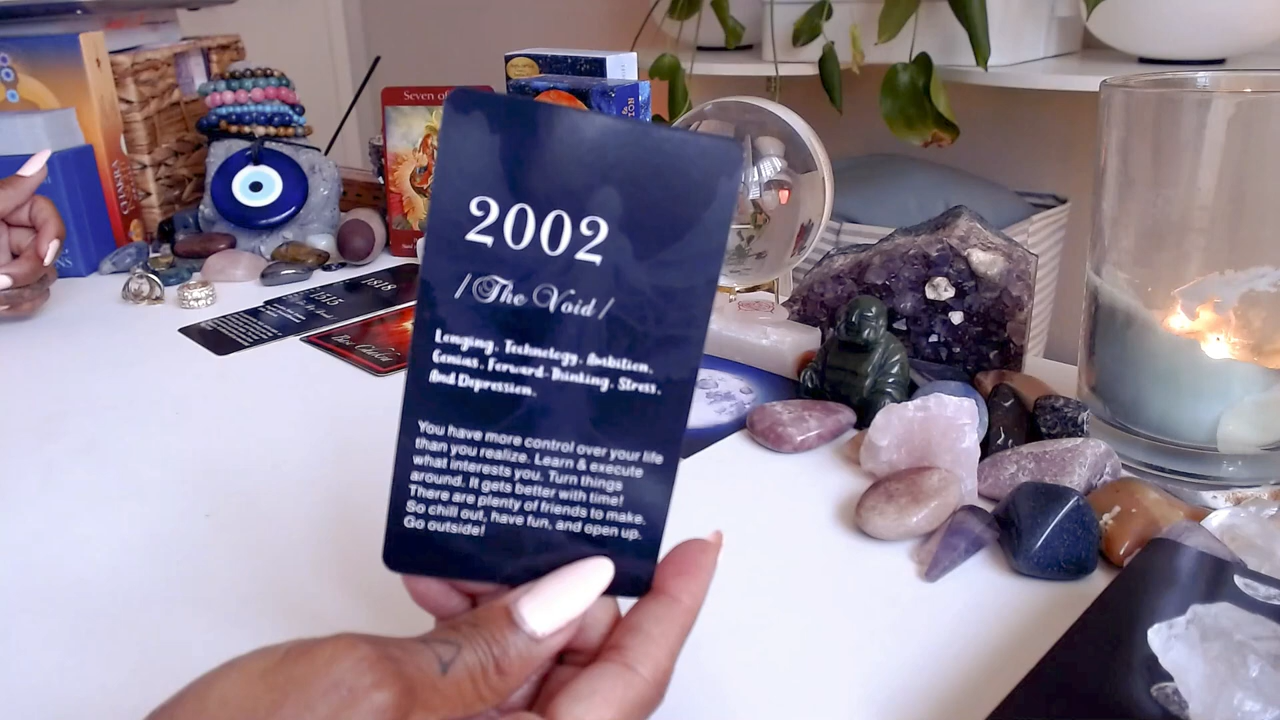 Seven of
2002
/The Void/
Longing. Technology. Ambition.
Genius. Forward-Thinking. Stress.
And Depression.
You have more control over your life
than you realize. Learn & execute
what interests you. Turn things
around. It gets better with time!
There are plenty of friends to make.
So chill out, have fun, and open up.
Go outside!
1818
1515